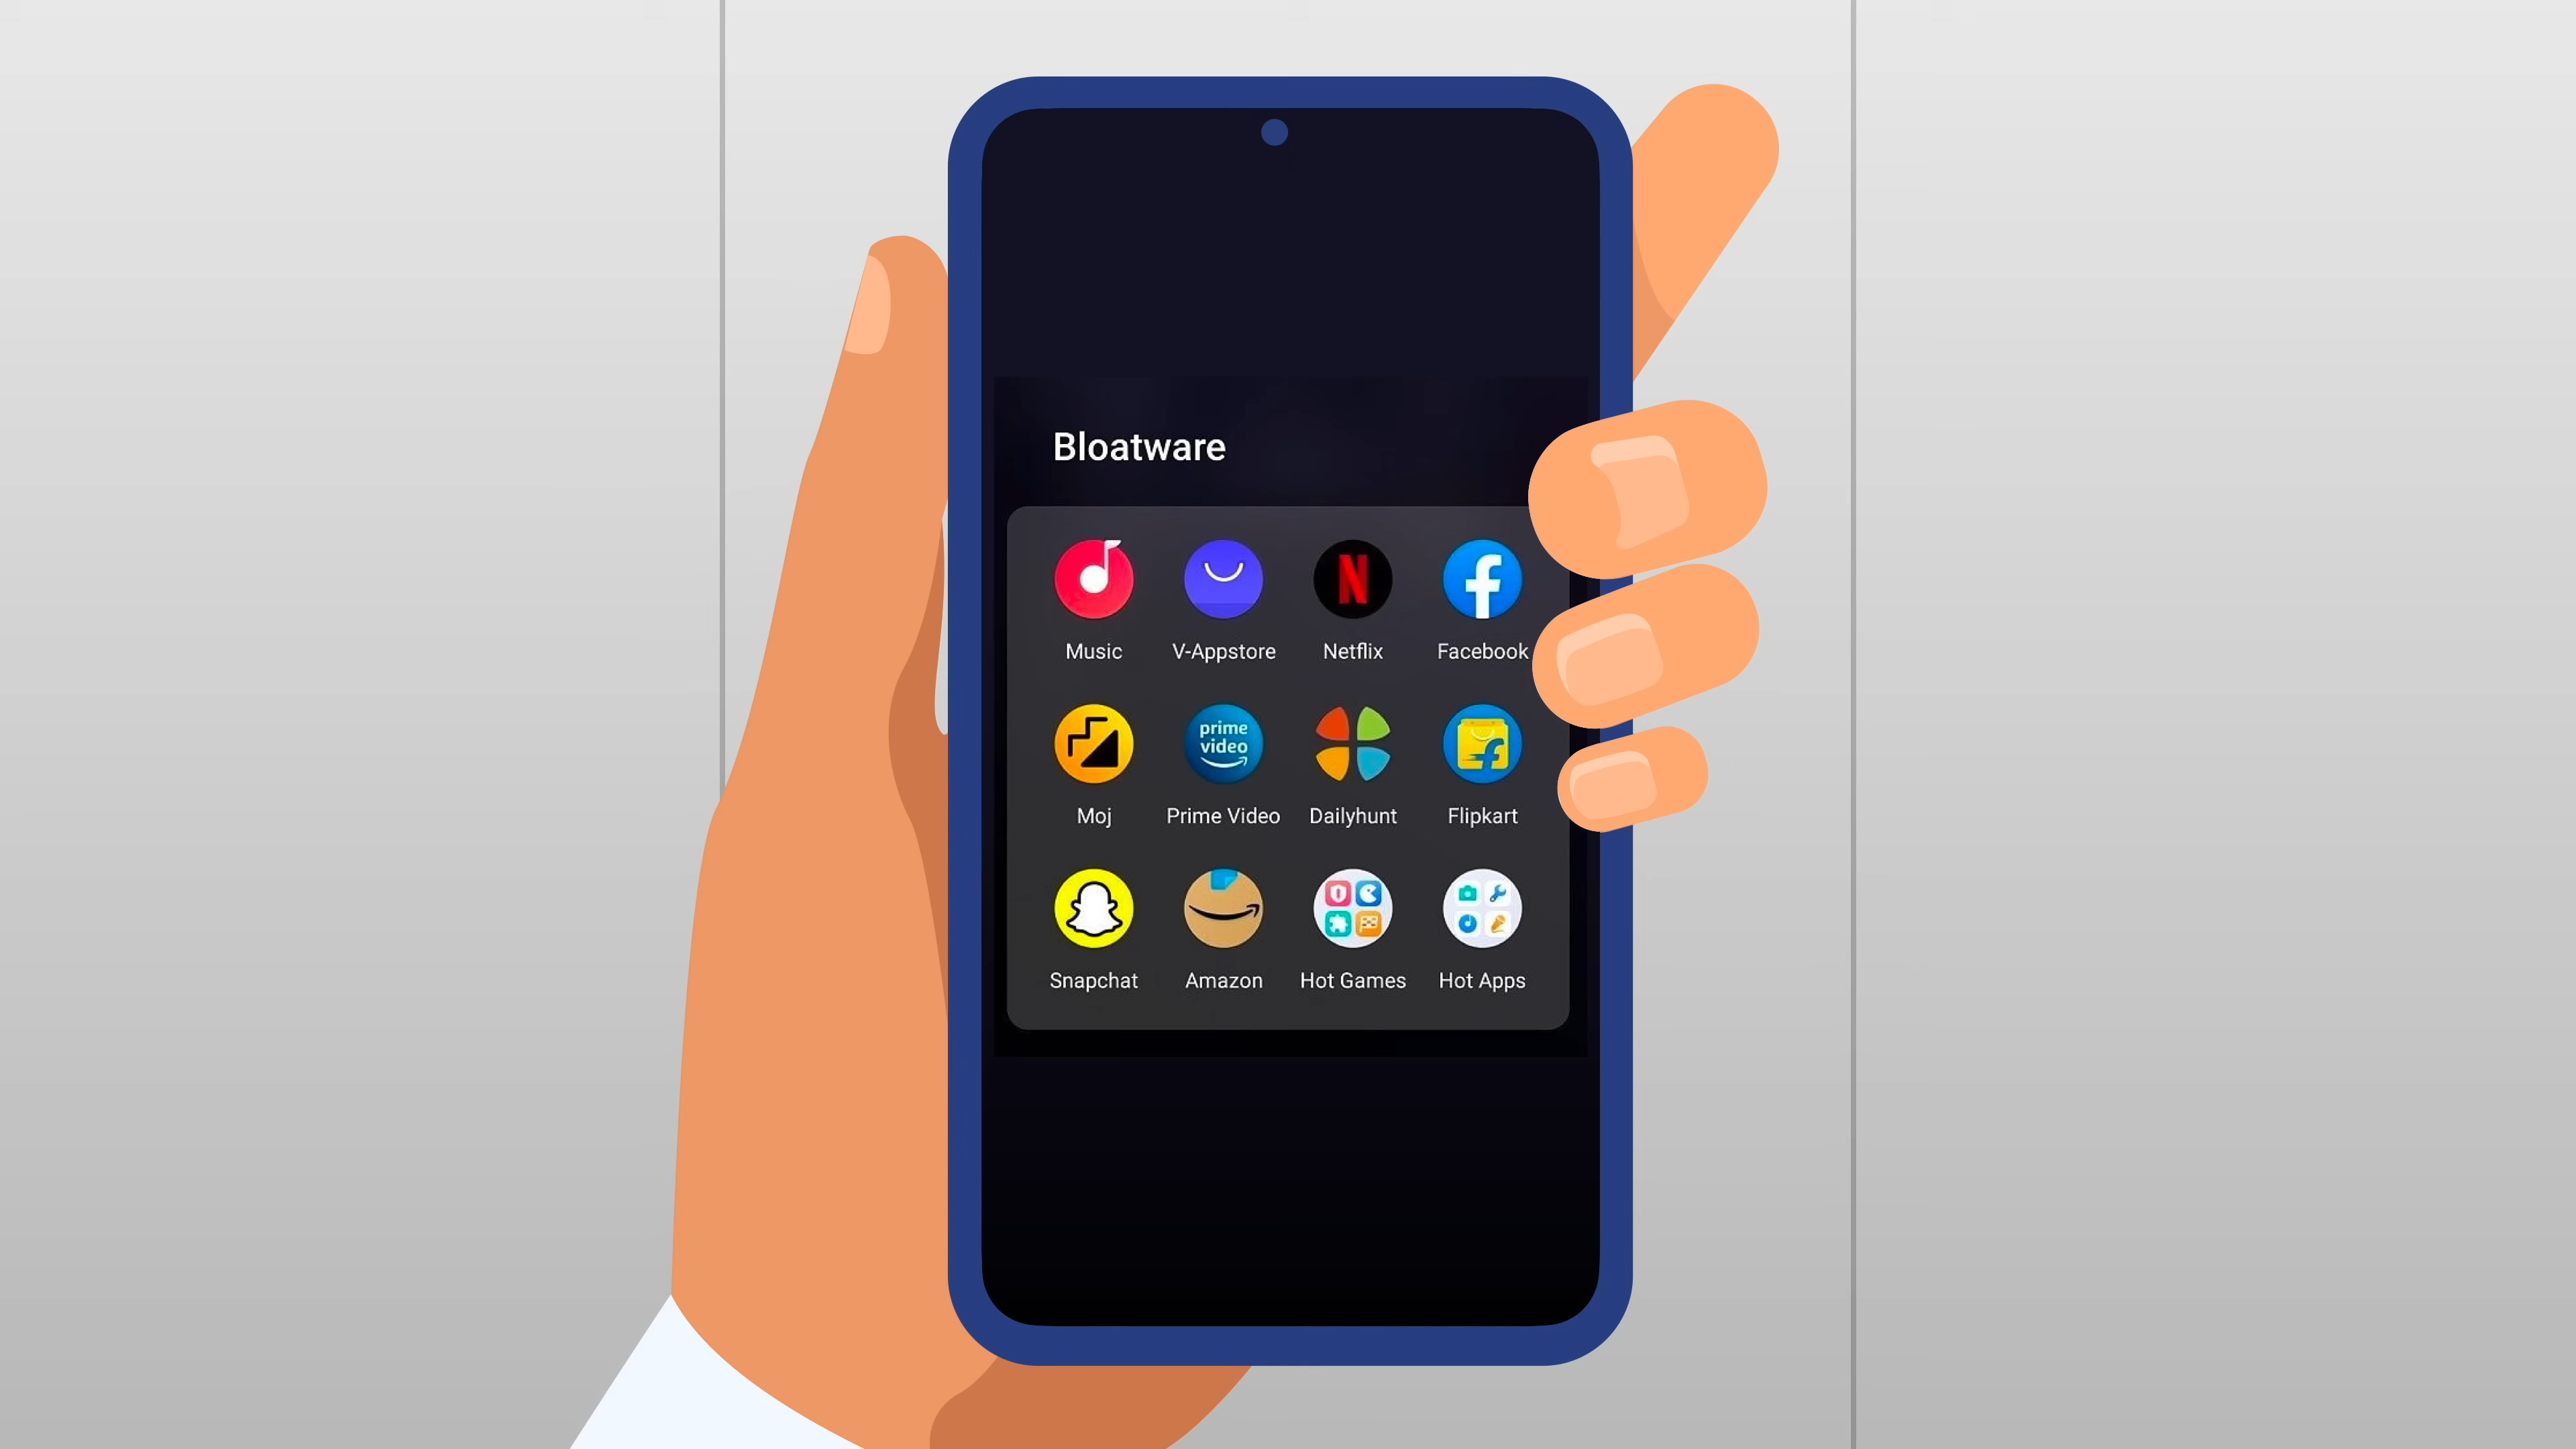 Bloatware
Music V-Appstore Netflix Facebook
prime
video
Moj Prime Video Dailyhunt Flipkart
Snapchat Amazon Hot Games Hot Apps